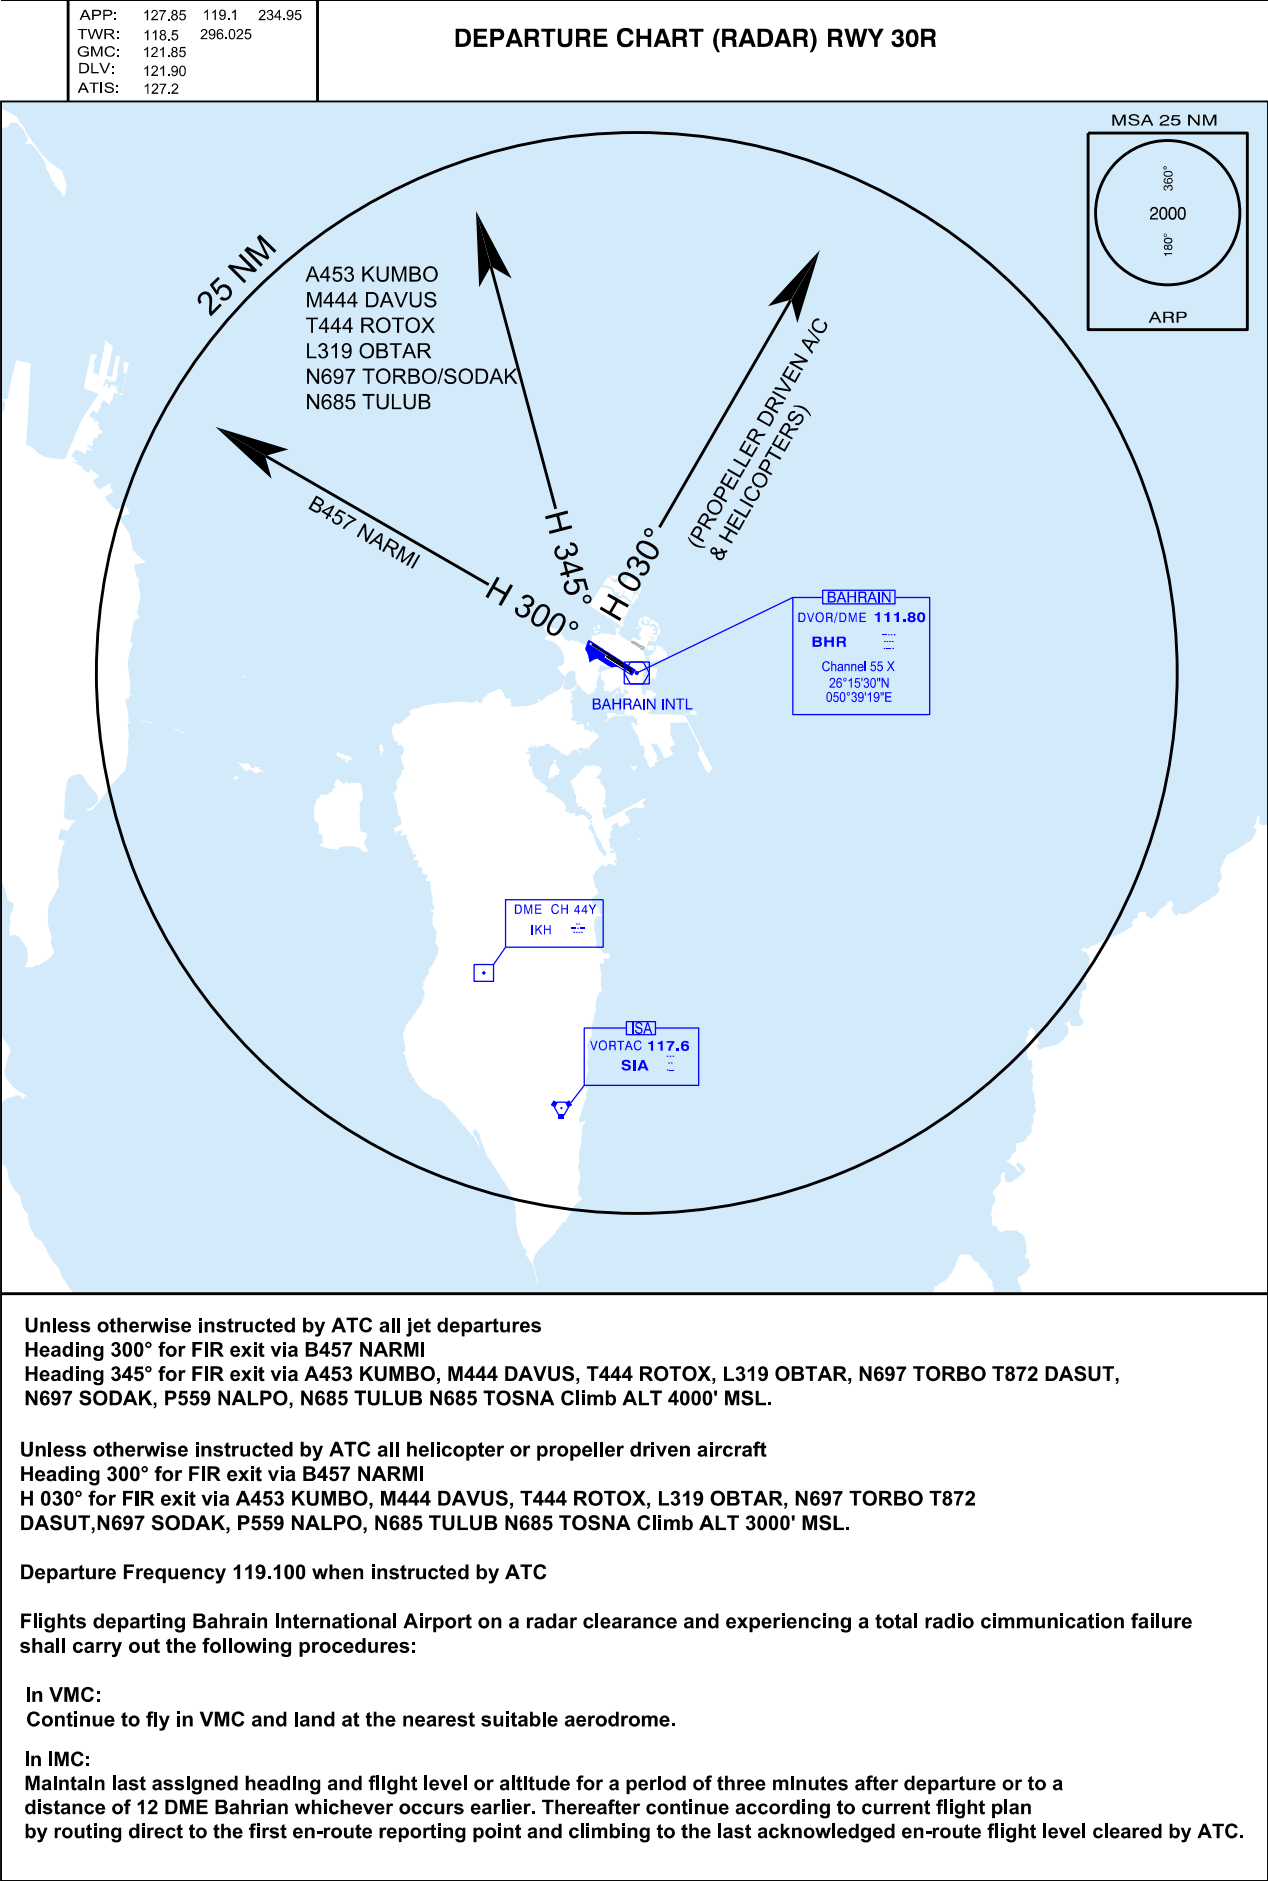 APP: 127.85 119.1 234.95
TWR: 118.5 296.025
GMC: 121.85
DLV: 121.90
ATIS: 127.2
DEPARTURE CHART (RADAR) RWY 30R
MSA 25 NM
360°
2000
180°
ARP
25 NM
A453 KUMBO
M444 DAVUS
T444 ROTOX
L319 OBTAR
N697 TORBO/SODAK
N685 TULUB
B457 NARMI
(PROPELLER DRIVEN A/C
& HELICOPTERS)
H 300°
H 345°
H 030°
BAHRAIN
DVOR/DME 111.80
BHR
Channel 55 X
26°15'30"N
050°39'19"E
BAHRAIN INTL
DME CH 44Y
IKH
ISA
VORTAC 117.6
SIA
Unless otherwise instructed by ATC all jet departures
Heading 300° for FIR exit via B457 NARMI
Heading 345° for FIR exit via A453 KUMBO, M444 DAVUS, T444 ROTOX, L319 OBTAR, N697 TORBO T872 DASUT,
N697 SODAK, P559 NALPO, N685 TULUB N685 TOSNA Climb ALT 4000' MSL.
Unless otherwise instructed by ATC all helicopter or propeller driven aircraft
Heading 300° for FIR exit via B457 NARMI
H 030° for FIR exit via A453 KUMBO, M444 DAVUS, T444 ROTOX, L319 OBTAR, N697 TORBO T872
DASUT,N697 SODAK, P559 NALPO, N685 TULUB N685 TOSNA Climb ALT 3000' MSL.
Departure Frequency 119.100 when instructed by ATC
Flights departing Bahrain International Airport on a radar clearance and experiencing a total radio cimmunication failure
shall carry out the following procedures:
In VMC:
Continue to fly in VMC and land at the nearest suitable aerodrome.
In IMC:
Maintain last assigned heading and flight level or altitude for a period of three minutes after departure or to a
distance of 12 DME Bahrian whichever occurs earlier. Thereafter continue according to current flight plan
by routing direct to the first en-route reporting point and climbing to the last acknowledged en-route flight level cleared by ATC.